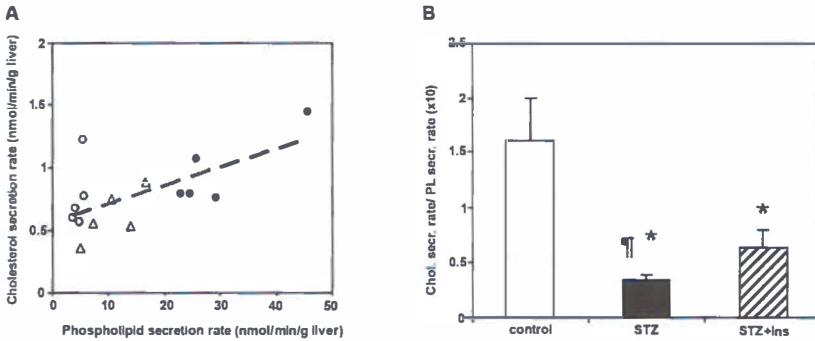 A
Cholesterol secretion rate (nmol/min/g liver)
2
1.5
1
0.5
0
0
10
20
30
40
50
Phospholipid secretion rate (nmol/min/g liver)
B
Chol. secr. rate/ PL secr. rate (x10)
2.5
2
1.5
1
0.5
0
¶ *
*
control
STZ
STZ+Ins